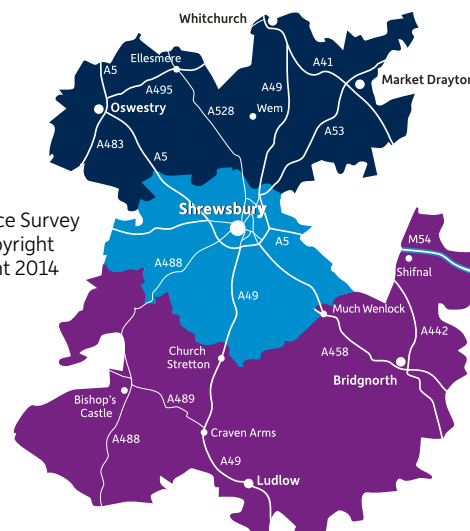 Whitchurch
Ellesmere
A5
A41
A495
A49
Market Drayton
Oswestry
A528
Wem
A53
A483
A5
Shrewsbury
ce Survey
pyright
nt 2014
A5
M54
A488
Shifnal
A49
Much Wenlock
A442
Church
Stretton
A458
Bridgnorth
Bishop's
Castle
A489
Craven Arms
A488
A49
Ludlow